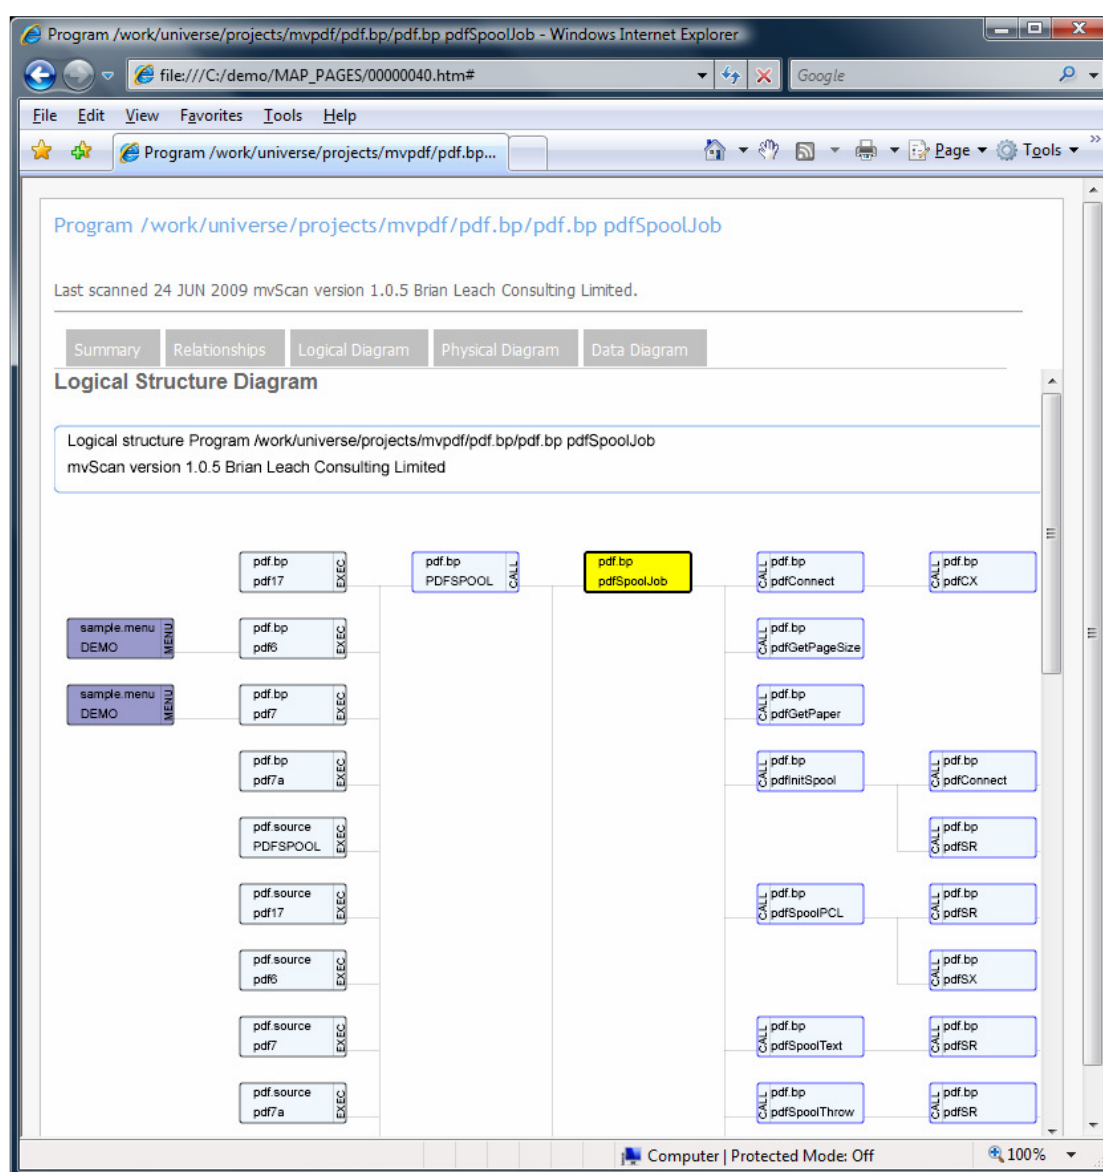 Program /work/universe/projects/mvpdf/pdf.bp/pdf.bp pdfSpoolJob - Windows Internet Explorer
file:///C:/demo/MAP_PAGES/00000040.htm#
Google
File Edit View Favorites Tools Help
Program /work/universe/projects/mvpdf/pdf.bp...
Page Tools
Program /work/universe/projects/mvpdf/pdf.bp/pdf.bp pdfSpoolJob
Last scanned 24 JUN 2009 mvScan version 1.0.5 Brian Leach Consulting Limited.
Summary Relationships Logical Diagram Physical Diagram Data Diagram
Logical Structure Diagram
Logical structure Program /work/universe/projects/mvpdf/pdf.bp/pdf.bp pdfSpoolJob
mvScan version 1.0.5 Brian Leach Consulting Limited
pdf.bp
pdf17
EXEC
pdf.bp
PDFSPOOL
CALL
pdf.bp
pdfSpoolJob
CALL
pdf.bp
pdfConnect
CALL
pdf.bp
pdfCX
sample.menu
DEMO
MENU
pdf.bp
pdf6
EXEC
CALL
pdf.bp
pdfGetPageSize
sample.menu
DEMO
MENU
pdf.bp
pdf7
EXEC
CALL
pdf.bp
pdfGetPaper
pdf.bp
pdf7a
EXEC
CALL
pdf.bp
pdfInitSpool
CALL
pdf.bp
pdfConnect
pdf.source
PDFSPOOL
EXEC
CALL
pdf.bp
pdfSR
pdf.source
pdf17
EXEC
CALL
pdf.bp
pdfSpoolPCL
CALL
pdf.bp
pdfSR
pdf.source
pdf6
EXEC
CALL
pdf.bp
pdfSX
pdf.source
pdf7
EXEC
CALL
pdf.bp
pdfSpoolText
CALL
pdf.bp
pdfSR
pdf.source
pdf7a
EXEC
CALL
pdf.bp
pdfSpoolThrow
CALL
pdf.bp
pdfSR
Computer | Protected Mode: Off
100%